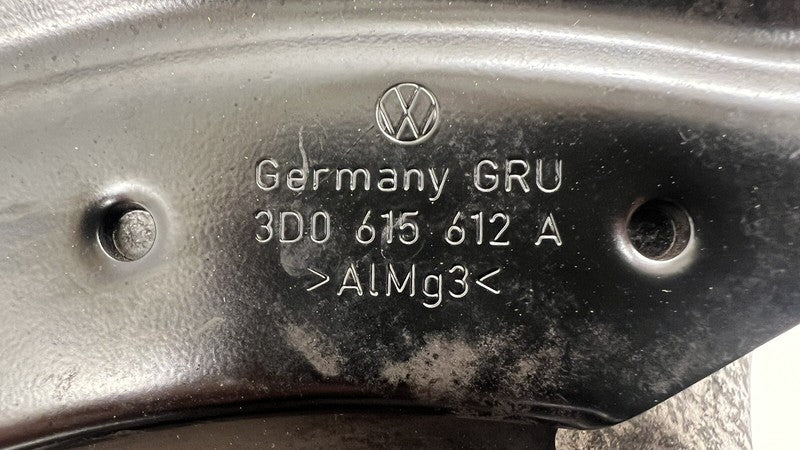 Germany GRU
3D0 615 612 A
>AlMg3<